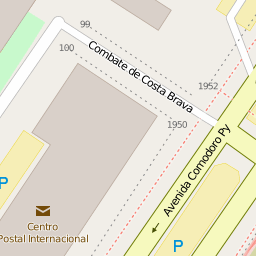 99
100
Combate de Costa Brava
1952
1950
Avenida Comodoro Py
P
Centro
Postal Internacional
P